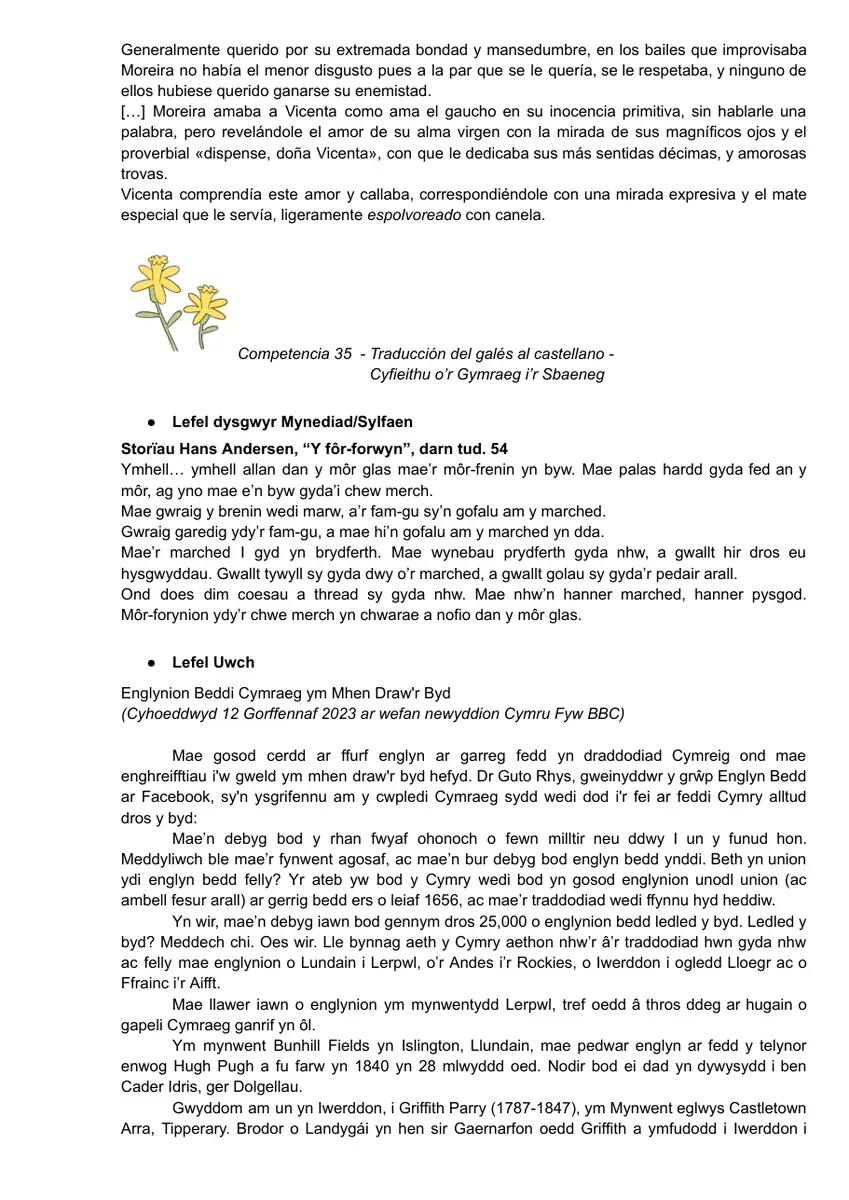 Generalmente querido por su extremada bondad y mansedumbre, en los bailes que improvisaba
Moreira no había el menor disgusto pues a la par que se le quería, se le respetaba, y ninguno de
ellos hubiese querido ganarse su enemistad.
[…] Moreira amaba a Vicenta como ama el gaucho en su inocencia primitiva, sin hablarle una
palabra, pero revelándole el amor de su alma virgen con la mirada de sus magníficos ojos y el
proverbial «dispense, doña Vicenta», con que le dedicaba sus más sentidas décimas, y amorosas
trovas.
Vicenta comprendía este amor y callaba, correspondiéndole con una mirada expresiva y el mate
especial que le servía, ligeramente espolvoreado con canela.
Competencia 35 - Traducción del galés al castellano -
Cyfieithu o’r Gymraeg i’r Sbaeneg
● Lefel dysgwyr Mynediad/Sylfaen
Storïau Hans Andersen, “Y fôr-forwyn”, darn tud. 54
Ymhell… ymhell allan dan y môr glas mae’r môr-frenin yn byw. Mae palas hardd gyda fed an y
môr, ag yno mae e’n byw gyda’i chew merch.
Mae gwraig y brenin wedi marw, a’r fam-gu sy’n gofalu am y marched.
Gwraig garedig ydy’r fam-gu, a mae hi’n gofalu am y marched yn dda.
Mae’r marched I gyd yn brydferth. Mae wynebau prydferth gyda nhw, a gwallt hir dros eu
hysgwyddau. Gwallt tywyll sy gyda dwy o’r marched, a gwallt golau sy gyda’r pedair arall.
Ond does dim coesau a thread sy gyda nhw. Mae nhw’n hanner marched, hanner pysgod.
Môr-forynion ydy’r chwe merch yn chwarae a nofio dan y môr glas.
● Lefel Uwch
Englynion Beddi Cymraeg ym Mhen Draw'r Byd
(Cyhoeddwyd 12 Gorffennaf 2023 ar wefan newyddion Cymru Fyw BBC)
Mae gosod cerdd ar ffurf englyn ar garreg fedd yn draddodiad Cymreig ond mae
enghreifftiau i'w gweld ym mhen draw'r byd hefyd. Dr Guto Rhys, gweinyddwr y grŵp Englyn Bedd
ar Facebook, sy'n ysgrifennu am y cwpledi Cymraeg sydd wedi dod i'r fei ar feddi Cymry alltud
dros y byd:
Mae’n debyg bod y rhan fwyaf ohonoch o fewn milltir neu ddwy I un y funud hon.
Meddyliwch ble mae’r fynwent agosaf, ac mae’n bur debyg bod englyn bedd ynddi. Beth yn union
ydi englyn bedd felly? Yr ateb yw bod y Cymry wedi bod yn gosod englynion unodl union (ac
ambell fesur arall) ar gerrig bedd ers o leiaf 1656, ac mae’r traddodiad wedi ffynnu hyd heddiw.
Yn wir, mae’n debyg iawn bod gennym dros 25,000 o englynion bedd ledled y byd. Ledled y
byd? Meddech chi. Oes wir. Lle bynnag aeth y Cymry aethon nhw’r â’r traddodiad hwn gyda nhw
ac felly mae englynion o Lundain i Lerpwl, o’r Andes i’r Rockies, o Iwerddon i ogledd Lloegr ac o
Ffrainc i’r Aifft.
Mae llawer iawn o englynion ym mynwentydd Lerpwl, tref oedd â thros ddeg ar hugain o
gapeli Cymraeg ganrif yn ôl.
Ym mynwent Bunhill Fields yn Islington, Llundain, mae pedwar englyn ar fedd y telynor
enwog Hugh Pugh a fu farw yn 1840 yn 28 mlwydd oed. Nodir bod ei dad yn dywysydd i ben
Cader Idris, ger Dolgellau.
Gwyddom am un yn Iwerddon, i Griffith Parry (1787-1847), ym Mynwent eglwys Castletown
Arra, Tipperary. Brodor o Landygái yn hen sir Gaernarfon oedd Griffith a ymfudodd i Iwerddon i